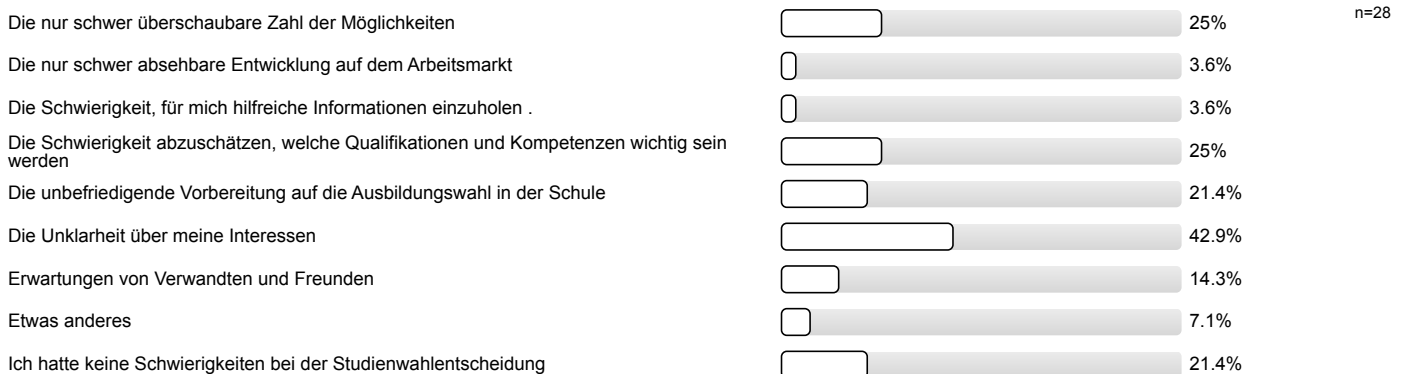 Die nur schwer überschaubare Zahl der Möglichkeiten 25% n=28
Die nur schwer absehbare Entwicklung auf dem Arbeitsmarkt 3.6%
Die Schwierigkeit, für mich hilfreiche Informationen einzuholen . 3.6%
Die Schwierigkeit abzuschätzen, welche Qualifikationen und Kompetenzen wichtig sein
werden 25%
Die unbefriedigende Vorbereitung auf die Ausbildungswahl in der Schule 21.4%
Die Unklarheit über meine Interessen 42.9%
Erwartungen von Verwandten und Freunden 14.3%
Etwas anderes 7.1%
Ich hatte keine Schwierigkeiten bei der Studienwahlentscheidung 21.4%